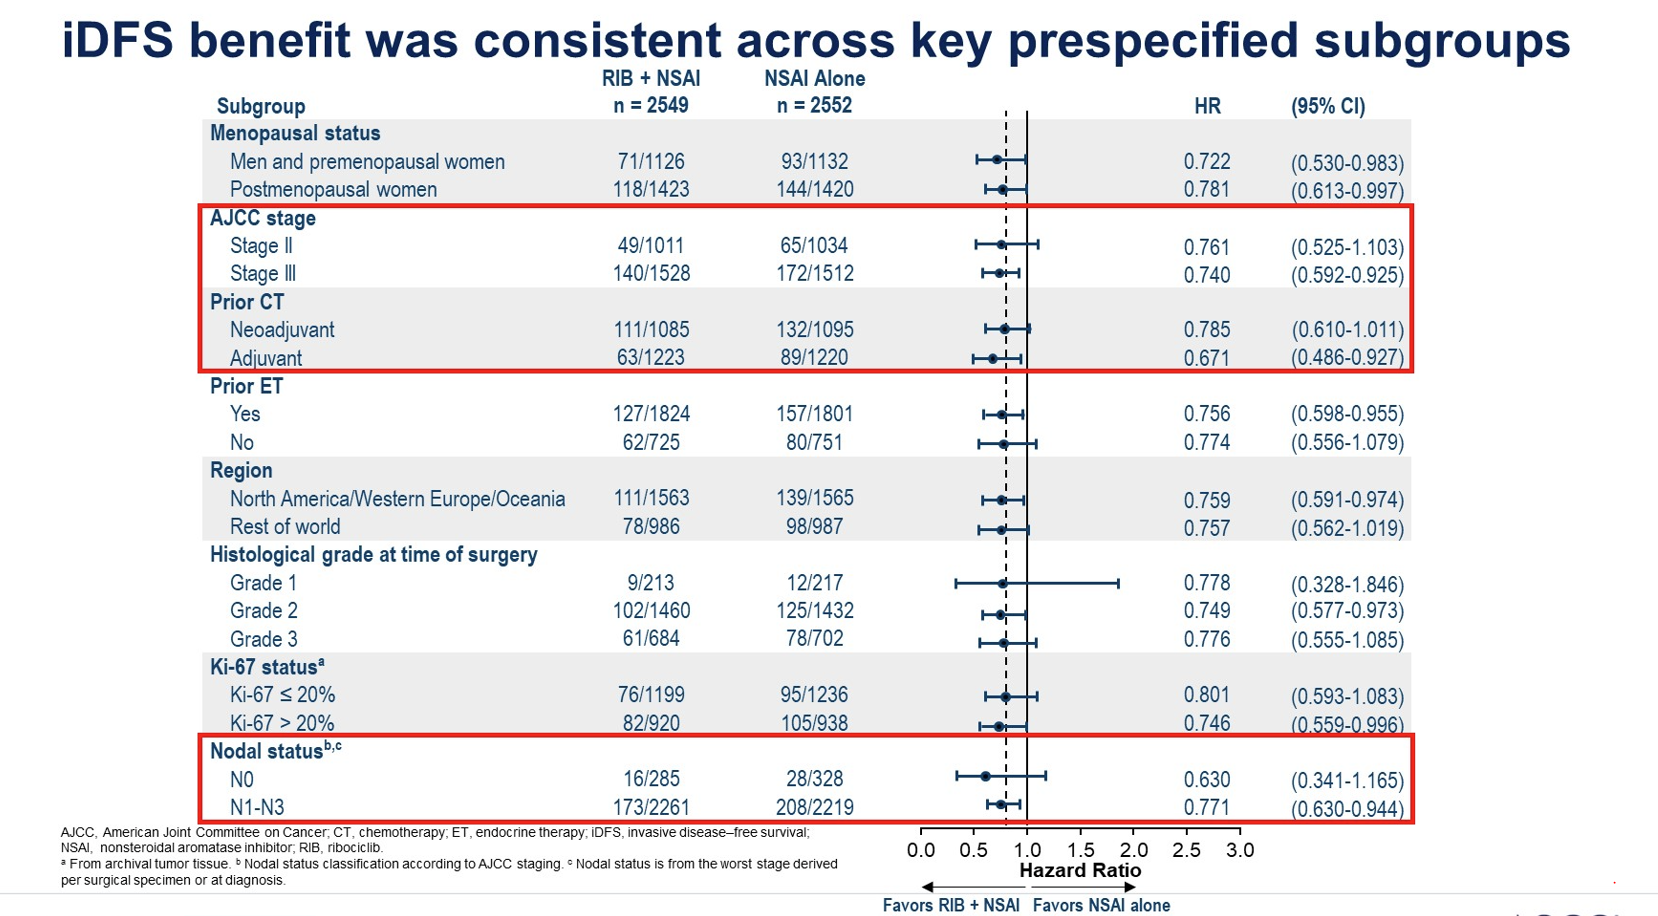 iDFS benefit was consistent across key prespecified subgroups
RIB + NSAI NSAI Alone
Subgroup n = 2549 n = 2552 HR (95% CI)
Menopausal status
Men and premenopausal women 71/1126 93/1132 0.722 (0.530-0.983)
Postmenopausal women 118/1423 144/1420 0.781 (0.613-0.997)
AJCC stage
Stage II 49/1011 65/1034 0.761 (0.525-1.103)
Stage III 140/1528 172/1512 0.740 (0.592-0.925)
Prior CT
Neoadjuvant 111/1085 132/1095 0.785 (0.610-1.011)
Adjuvant 63/1223 89/1220 0.671 (0.486-0.927)
Prior ET
Yes 127/1824 157/1801 0.756 (0.598-0.955)
No 62/725 80/751 0.774 (0.556-1.079)
Region
North America/Western Europe/Oceania 111/1563 139/1565 0.759 (0.591-0.974)
Rest of world 78/986 98/987 0.757 (0.562-1.019)
Histological grade at time of surgery
Grade 1 9/213 12/217 0.778 (0.328-1.846)
Grade 2 102/1460 125/1432 0.749 (0.577-0.973)
Grade 3 61/684 78/702 0.776 (0.555-1.085)
Ki-67 statusᵃ
Ki-67 ≤ 20% 76/1199 95/1236 0.801 (0.593-1.083)
Ki-67 > 20% 82/920 105/938 0.746 (0.559-0.996)
Nodal statusᵇ,ᶜ
N0 16/285 28/328 0.630 (0.341-1.165)
N1-N3 173/2261 208/2219 0.771 (0.630-0.944)
0.0 0.5 1.0 1.5 2.0 2.5 3.0
Hazard Ratio
Favors RIB + NSAI Favors NSAI alone
AJCC, American Joint Committee on Cancer; CT, chemotherapy; ET, endocrine therapy; iDFS, invasive disease–free survival;
NSAI, nonsteroidal aromatase inhibitor; RIB, ribociclib.
ᵃ From archival tumor tissue. ᵇ Nodal status classification according to AJCC staging. ᶜ Nodal status is from the worst stage derived
per surgical specimen or at diagnosis.